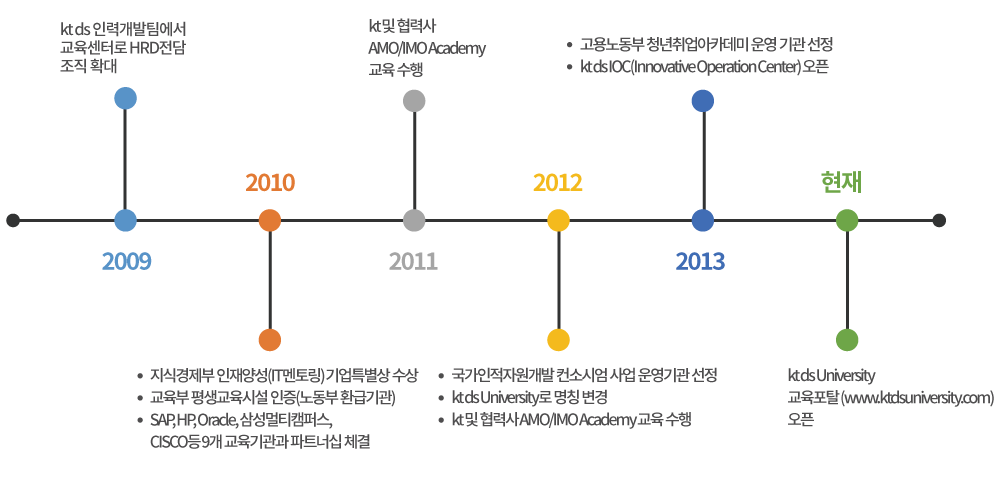 kt ds 인력개발팀에서
교육센터로 HRD전담
조직 확대
2009
2010
• 지식경제부 인재양성(IT멘토링) 기업특별상 수상
• 교육부 평생교육시설 인증(노동부 환급기관)
• SAP, HP, Oracle, 삼성멀티캠퍼스,
CISCO등 9개 교육기관과 파트너십 체결
kt 및 협력사
AMO/IMO Academy
교육 수행
2011
2012
• 국가인적자원개발 컨소시엄 사업 운영기관 선정
• kt ds University로 명칭 변경
• kt 및 협력사 AMO/IMO Academy 교육 수행
• 고용노동부 청년취업아카데미 운영 기관 선정
• kt ds IOC(Innovative Operation Center) 오픈
2013
현재
kt ds University
교육포탈 (www.ktdsuniversity.com)
오픈